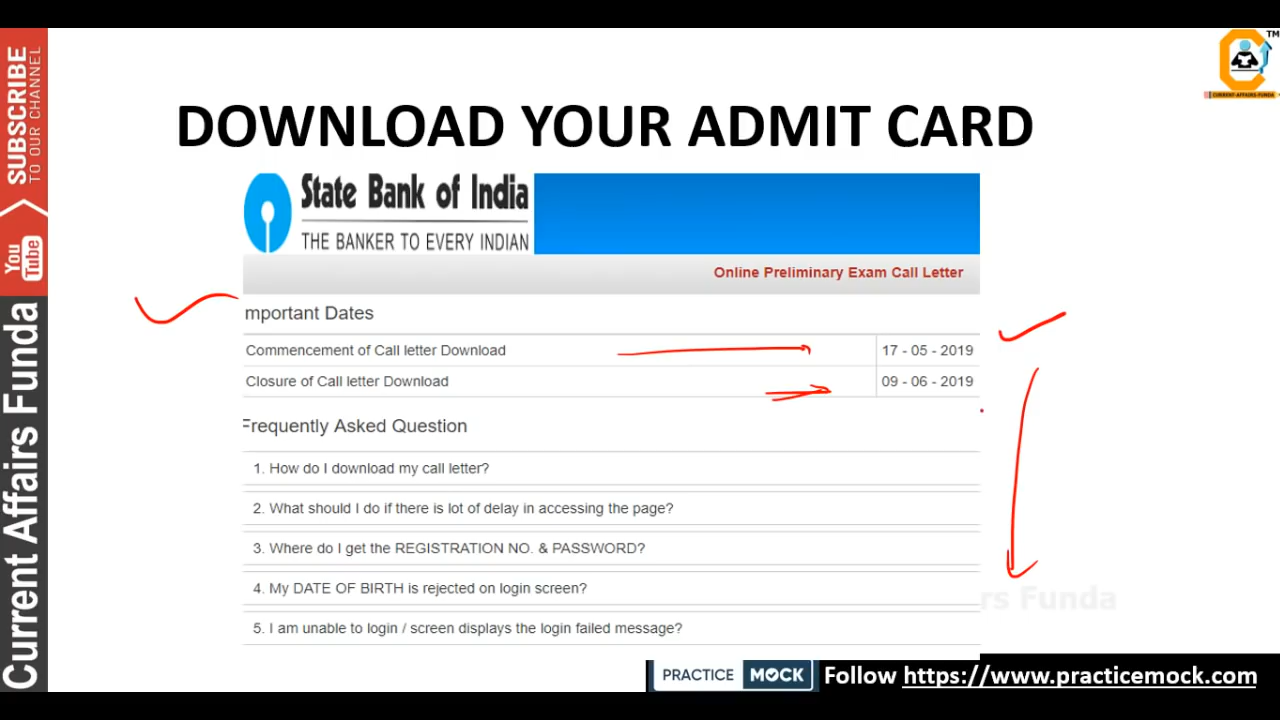 SUBSCRIBE
TO OUR CHANNEL
You
Tube
Current Affairs Funda
TM
CURRENT-AFFAIRS-FUNDA
DOWNLOAD YOUR ADMIT CARD
State Bank of India
THE BANKER TO EVERY INDIAN
Online Preliminary Exam Call Letter
mportant Dates
Commencement of Call letter Download 17 - 05 - 2019
Closure of Call letter Download 09 - 06 - 2019
Frequently Asked Question
1. How do I download my call letter?
2. What should I do if there is lot of delay in accessing the page?
3. Where do I get the REGISTRATION NO. & PASSWORD?
4. My DATE OF BIRTH is rejected on login screen?
5. I am unable to login / screen displays the login failed message?
rs Funda
PRACTICE MOCK Follow https://www.practicemock.com